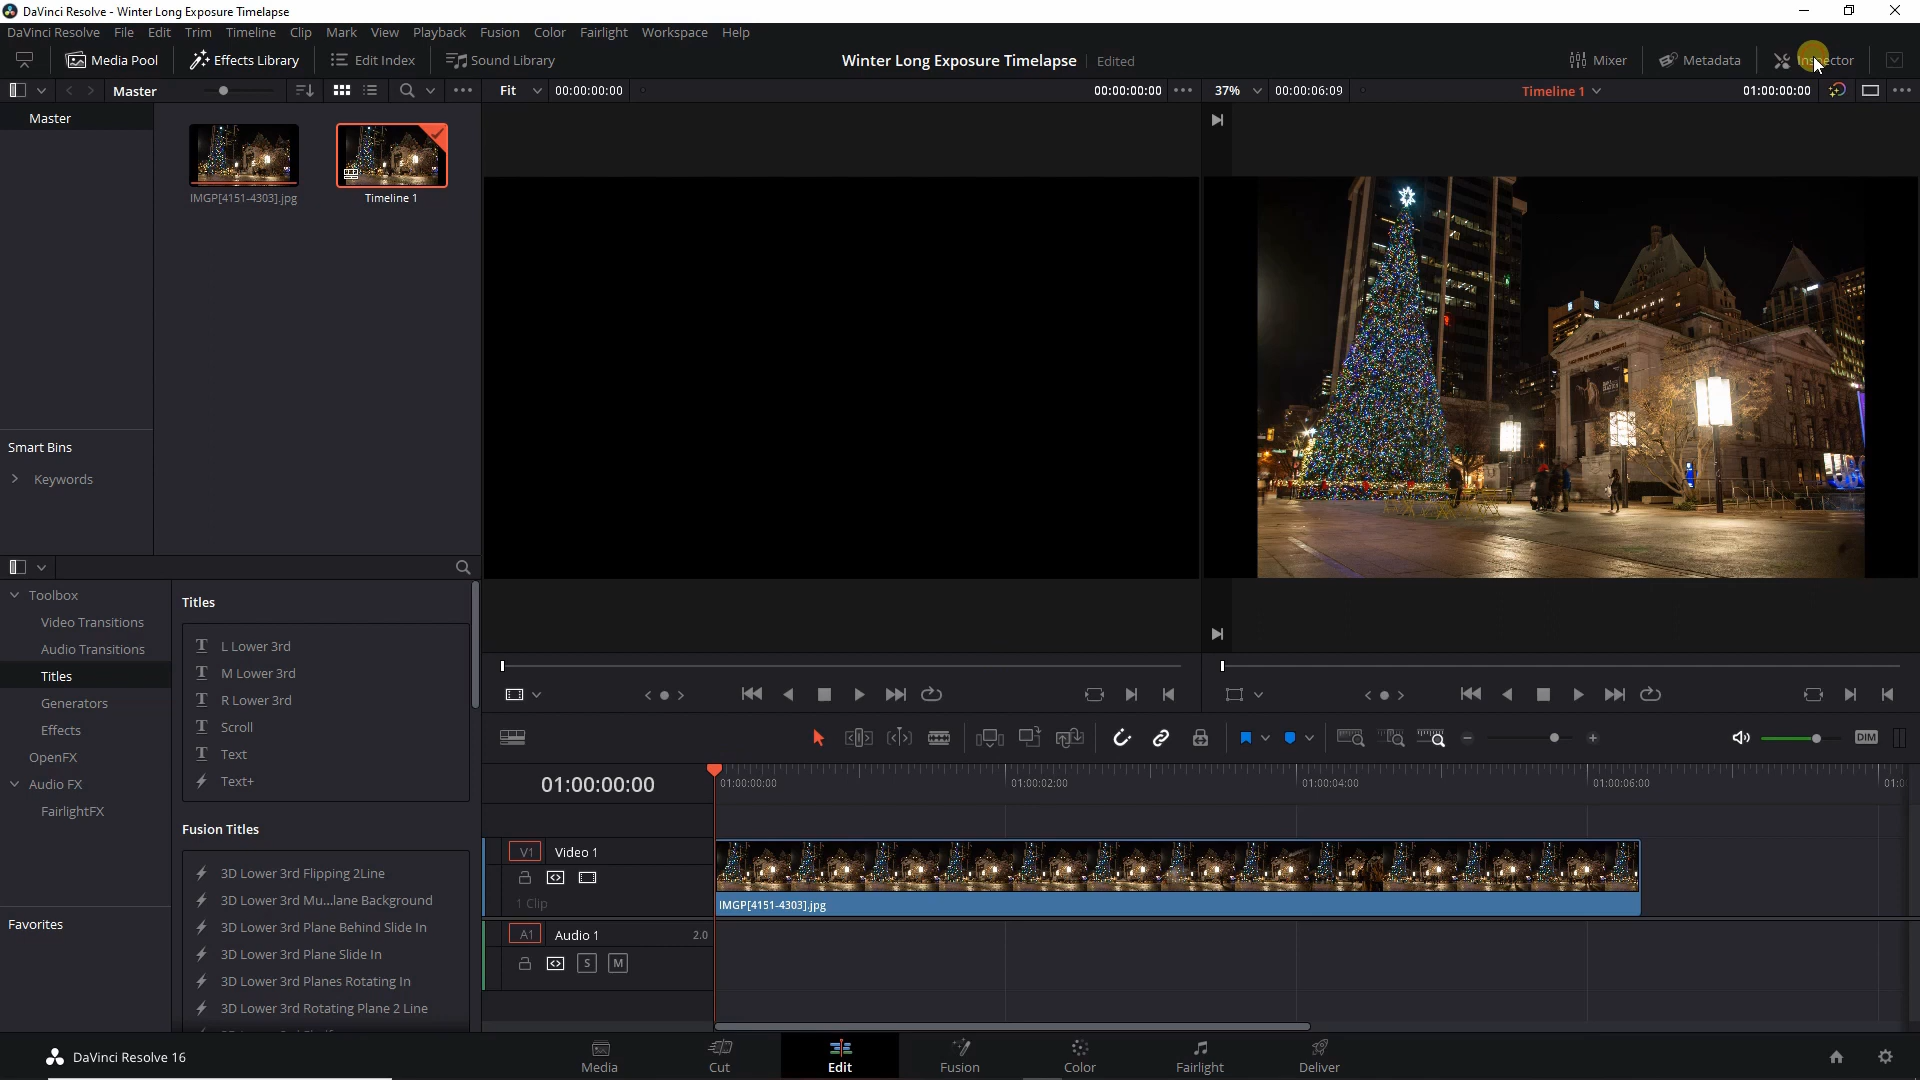 DaVinci Resolve - Winter Long Exposure Timelapse
DaVinci Resolve File Edit Trim Timeline Clip Mark View Playback Fusion Color Fairlight Workspace Help
Media Pool Effects Library Edit Index Sound Library Winter Long Exposure Timelapse Edited Mixer Metadata Inspector
Master Fit 00:00:00:00 00:00:00:00 37% 00:00:06:09 Timeline 1 01:00:00:00
Master
IMGP[4151-4303].jpg Timeline 1
Smart Bins
Keywords
Toolbox
Video Transitions
Audio Transitions
Titles
Generators
Effects
OpenFX
Audio FX
FairlightFX
Favorites
Titles
L Lower 3rd
M Lower 3rd
R Lower 3rd
Scroll
Text
Text+
Fusion Titles
3D Lower 3rd Flipping 2Line
3D Lower 3rd Mu...lane Background
3D Lower 3rd Plane Behind Slide In
3D Lower 3rd Plane Slide In
3D Lower 3rd Planes Rotating In
3D Lower 3rd Rotating Plane 2 Line
DIM
01:00:00:00 01:00:00:00 01:00:02:00 01:00:04:00 01:00:06:00
V1 Video 1
1 Clip
IMGP[4151-4303].jpg
A1 Audio 1 2.0
S M
DaVinci Resolve 16
Media Cut Edit Fusion Color Fairlight Deliver